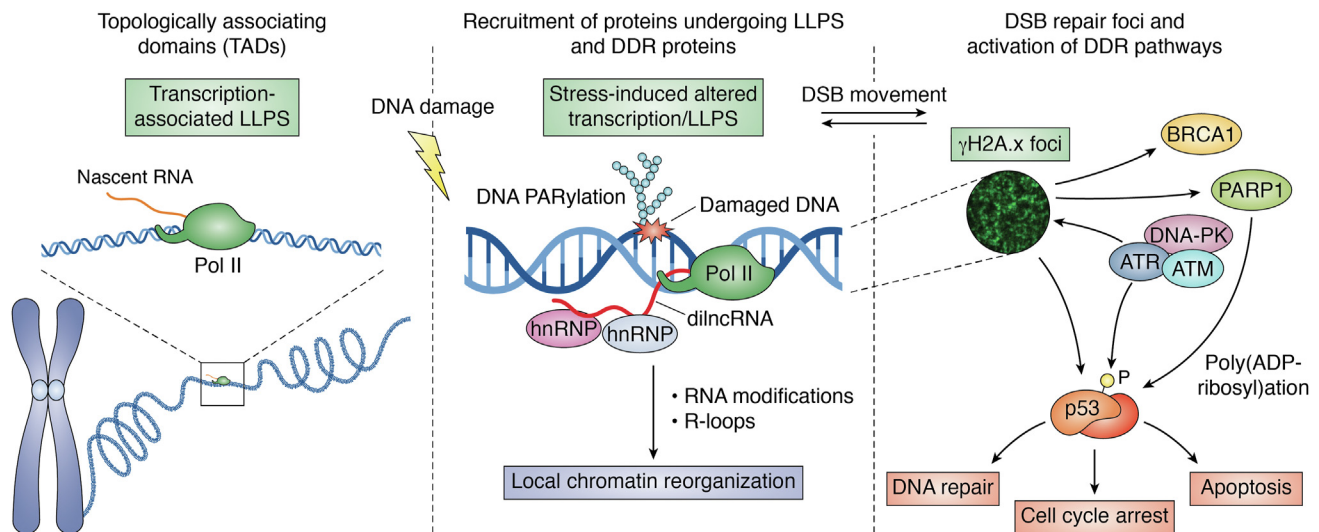 Topologically associating
domains (TADs)
Transcription-
associated LLPS
Nascent RNA
Pol II
DNA damage
Recruitment of proteins undergoing LLPS
and DDR proteins
Stress-induced altered
transcription/LLPS
DNA PARylation
Damaged DNA
Pol II
dilncRNA
hnRNP
hnRNP
• RNA modifications
• R-loops
Local chromatin reorganization
DSB movement
DSB repair foci and
activation of DDR pathways
γH2A.x foci
BRCA1
PARP1
DNA-PK
ATR
ATM
Poly(ADP-
ribosyl)ation
P
p53
DNA repair
Cell cycle arrest
Apoptosis